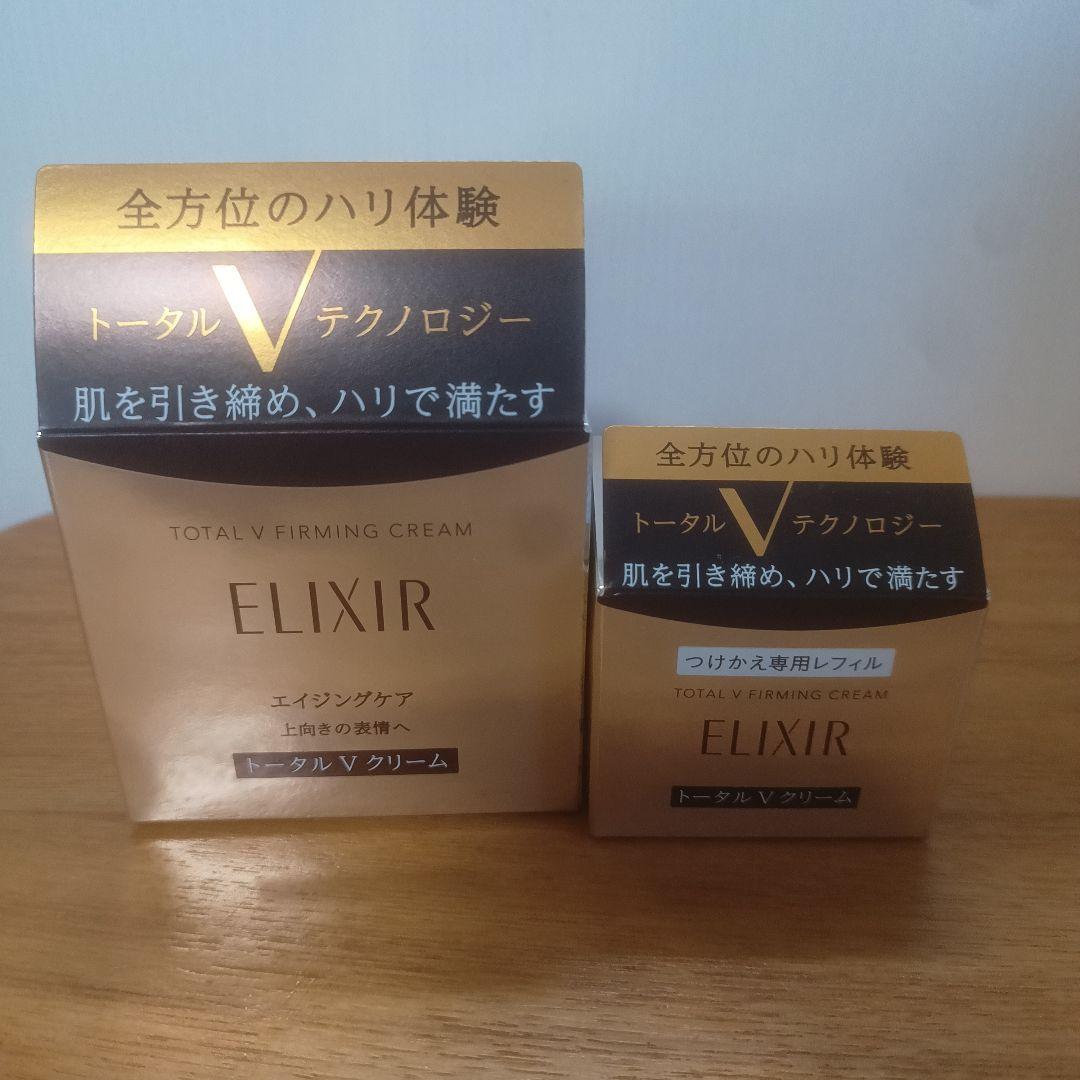 全方位のハリ体験
トータル V テクノロジー
肌を引き締め、ハリで満たす
TOTAL V FIRMING CREAM
ELIXIR
エイジングケア
上向きの表情へ
トータル V クリーム
全方位のハリ体験
トータル V テクノロジー
肌を引き締め、ハリで満たす
つけかえ専用レフィル
TOTAL V FIRMING CREAM
ELIXIR
トータル V クリーム